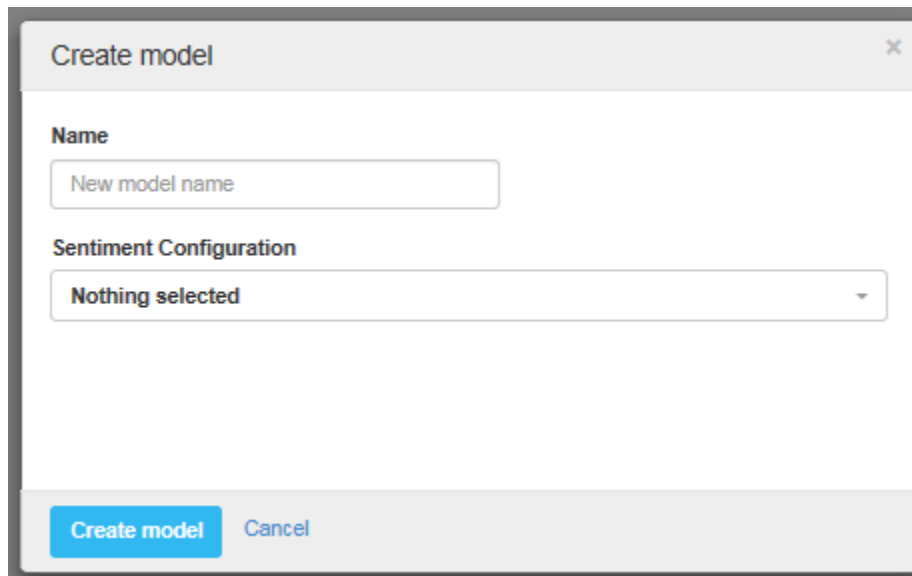 Create model
×
Name
New model name
Sentiment Configuration
Nothing selected
Create model Cancel